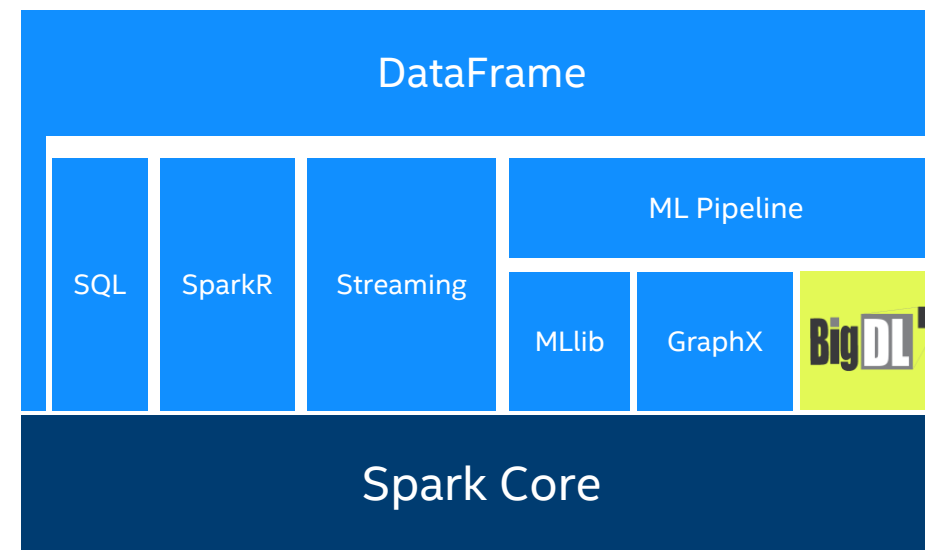 DataFrame
ML Pipeline
SQL
SparkR
Streaming
MLlib
GraphX
BigDL
Spark Core